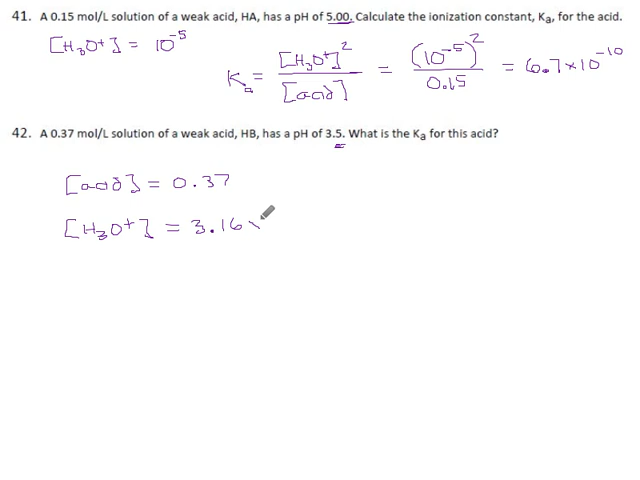 41. A 0.15 mol/L solution of a weak acid, HA, has a pH of 5.00. Calculate the ionization constant, Ka, for the acid.
[H₃O⁺] = 10⁻⁵
Ka = [H₃O⁺]² / [acid] = (10⁻⁵)² / 0.15 = 6.7 × 10⁻¹⁰
42. A 0.37 mol/L solution of a weak acid, HB, has a pH of 3.5. What is the Ka for this acid?
[acid] = 0.37
[H₃O⁺] = 3.16 ×